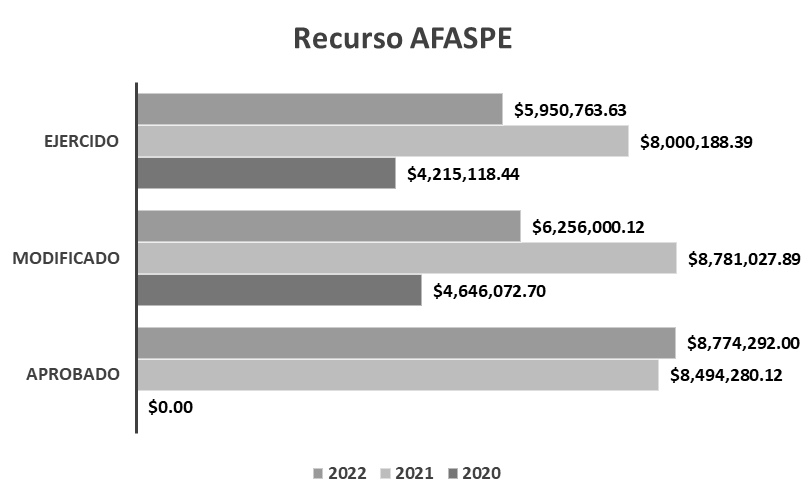 Recurso AFASPE
EJERCIDO
$5,950,763.63
$8,000,188.39
$4,215,118.44
MODIFICADO
$6,256,000.12
$8,781,027.89
$4,646,072.70
APROBADO
$8,774,292.00
$8,494,280.12
$0.00
2022 2021 2020